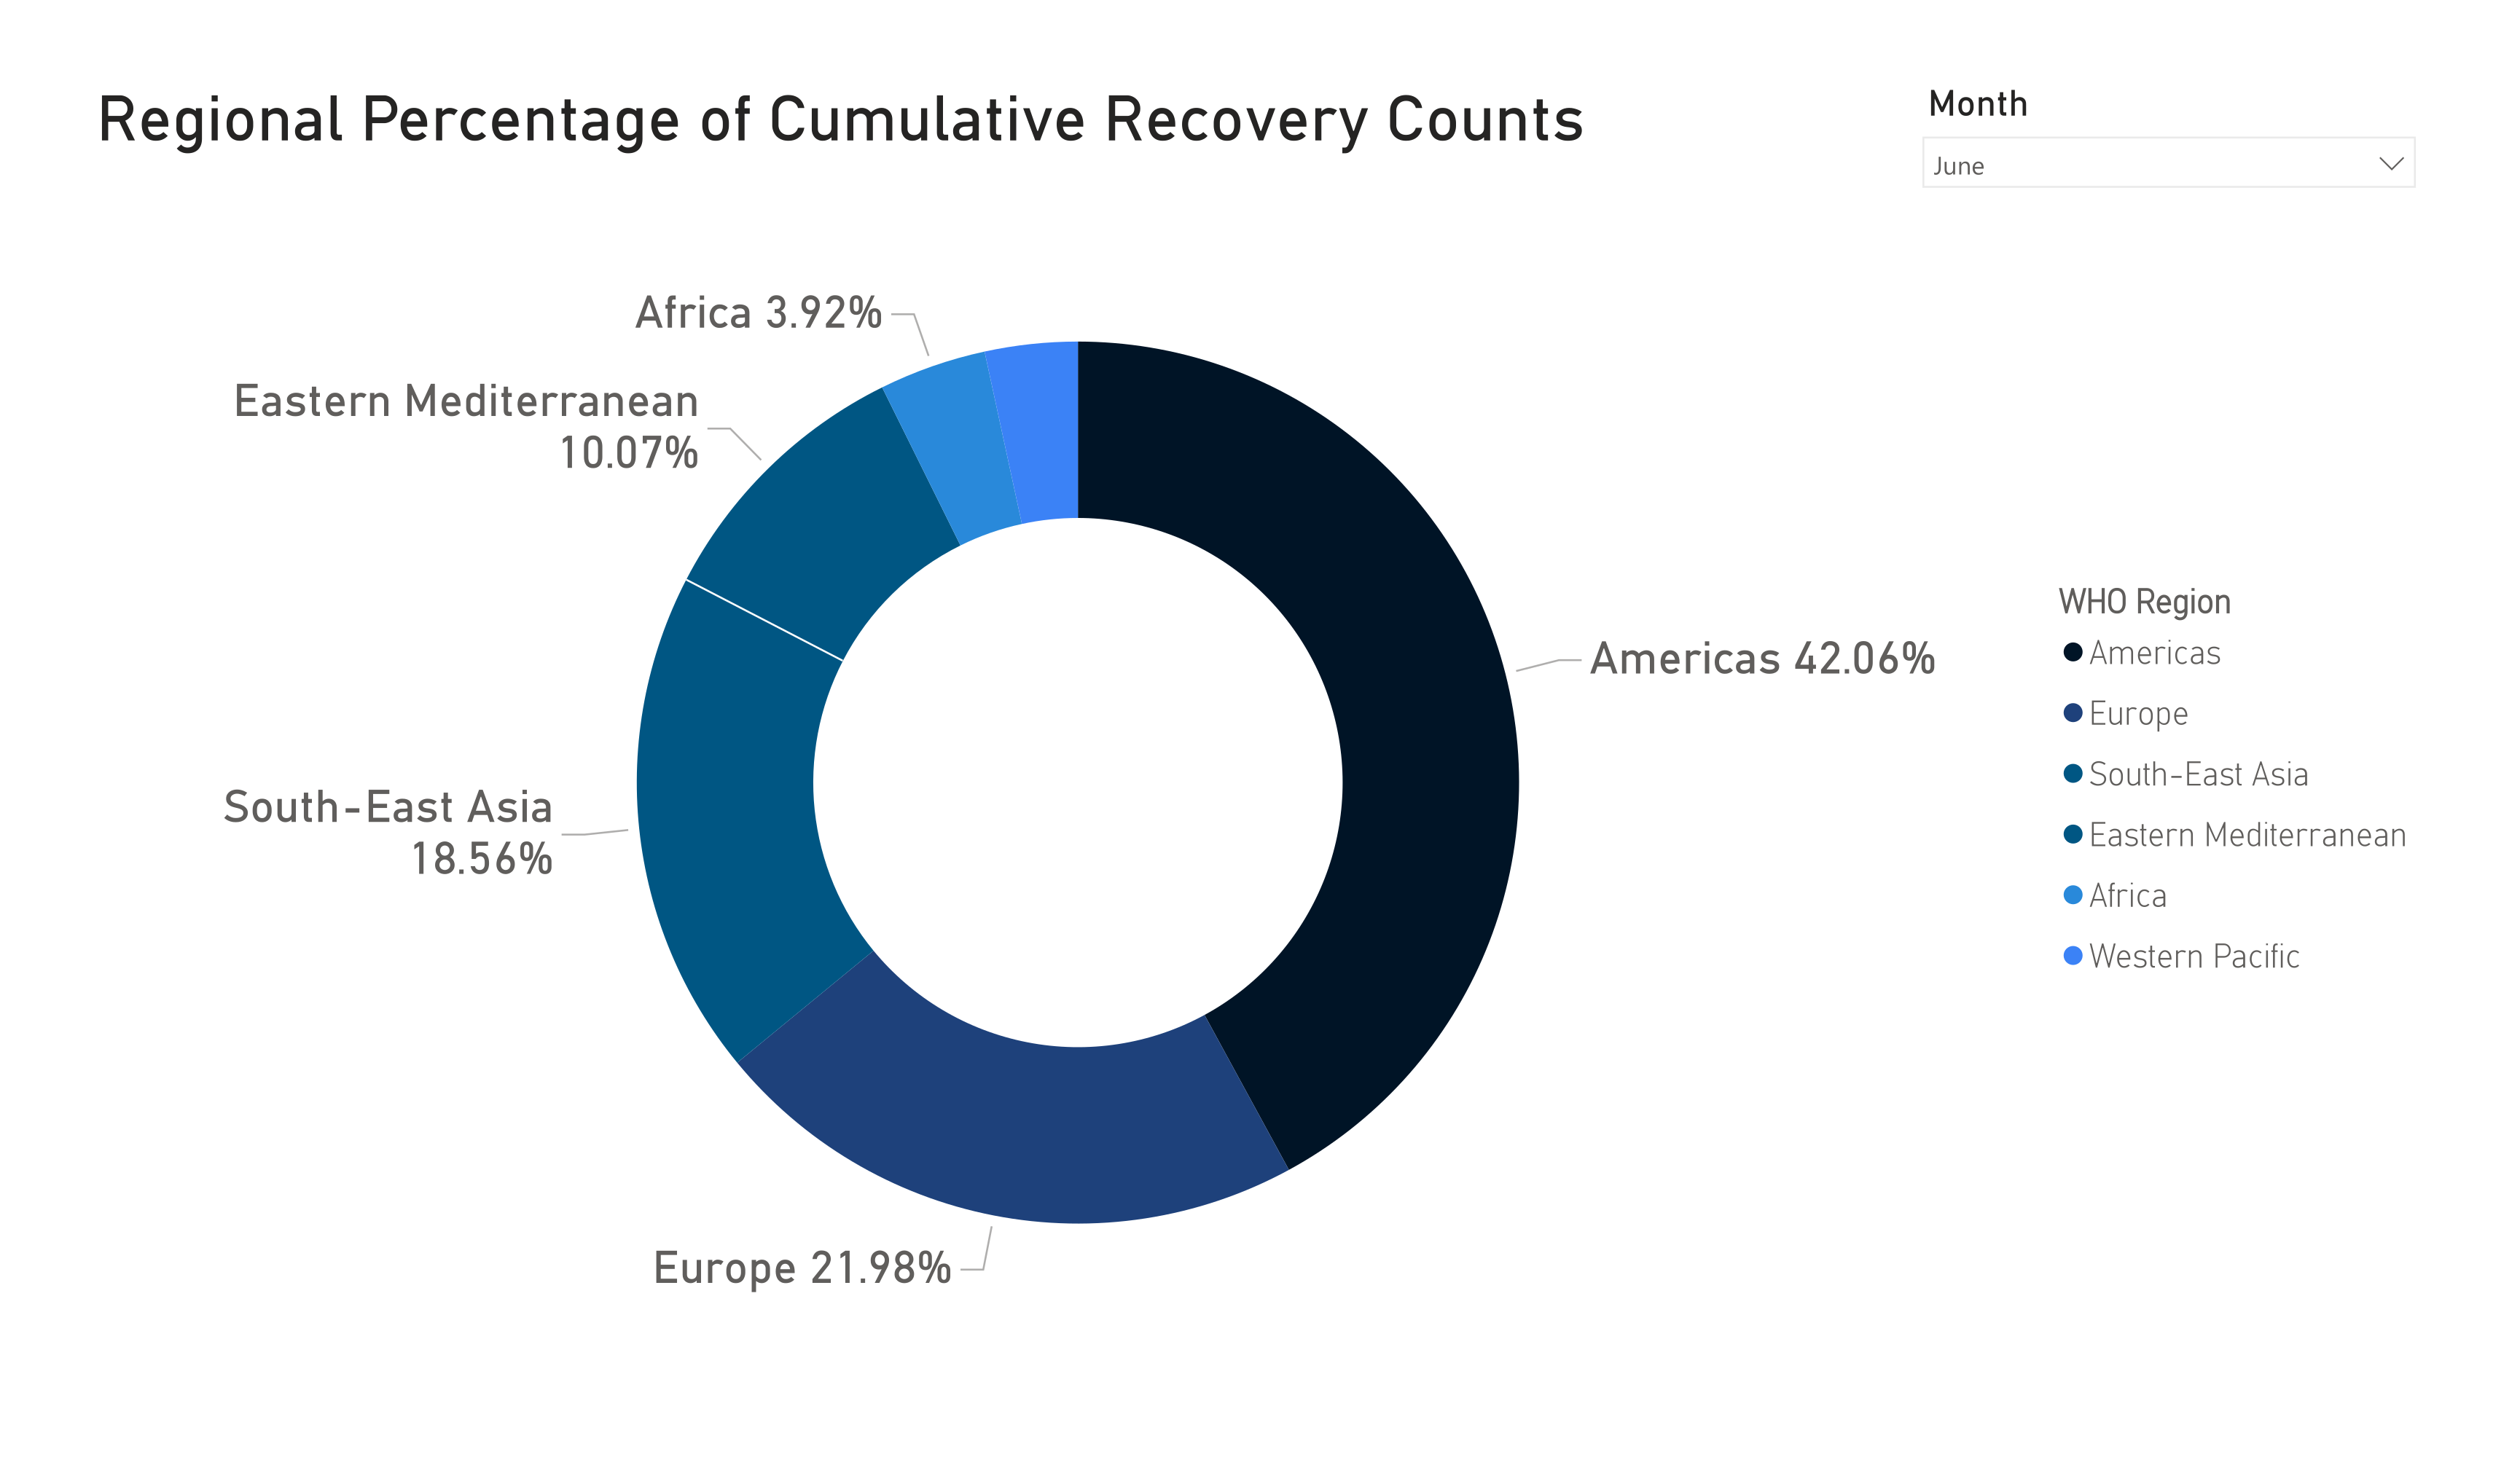 Regional Percentage of Cumulative Recovery Counts
Month
June
Africa 3.92%
Eastern Mediterranean
10.07%
Americas 42.06%
South-East Asia
18.56%
Europe 21.98%
WHO Region
Americas
Europe
South-East Asia
Eastern Mediterranean
Africa
Western Pacific